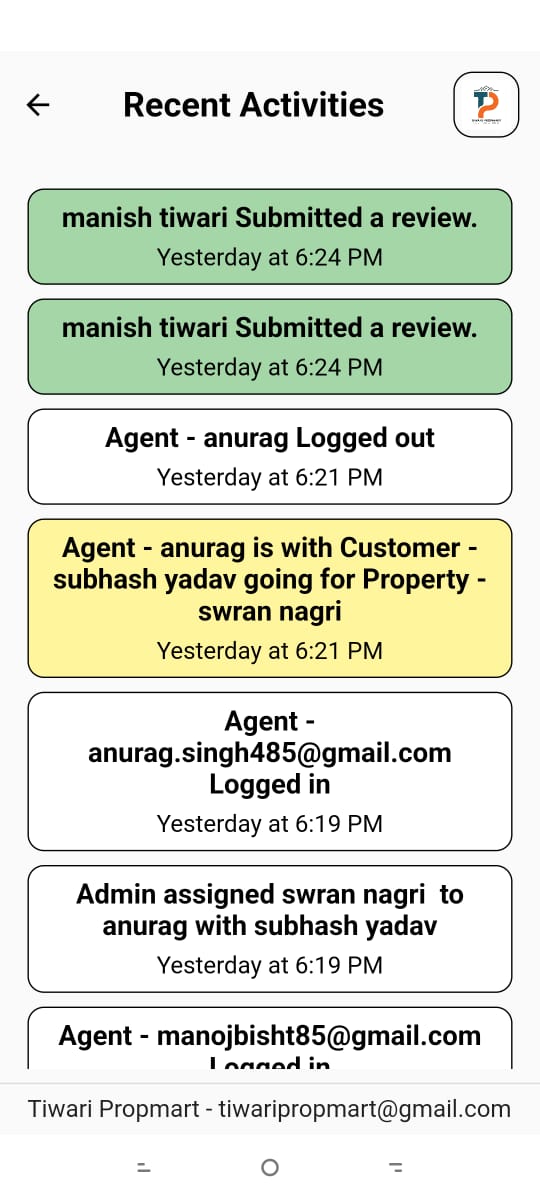 Recent Activities
TP
manish tiwari Submitted a review.
Yesterday at 6:24 PM
manish tiwari Submitted a review.
Yesterday at 6:24 PM
Agent - anurag Logged out
Yesterday at 6:21 PM
Agent - anurag is with Customer -
subhash yadav going for Property -
swran nagri
Yesterday at 6:21 PM
Agent -
anurag.singh485@gmail.com
Logged in
Yesterday at 6:19 PM
Admin assigned swran nagri  to
anurag with subhash yadav
Yesterday at 6:19 PM
Agent - manojbisht85@gmail.com
Logged in
Tiwari Propmart - tiwaripropmart@gmail.com